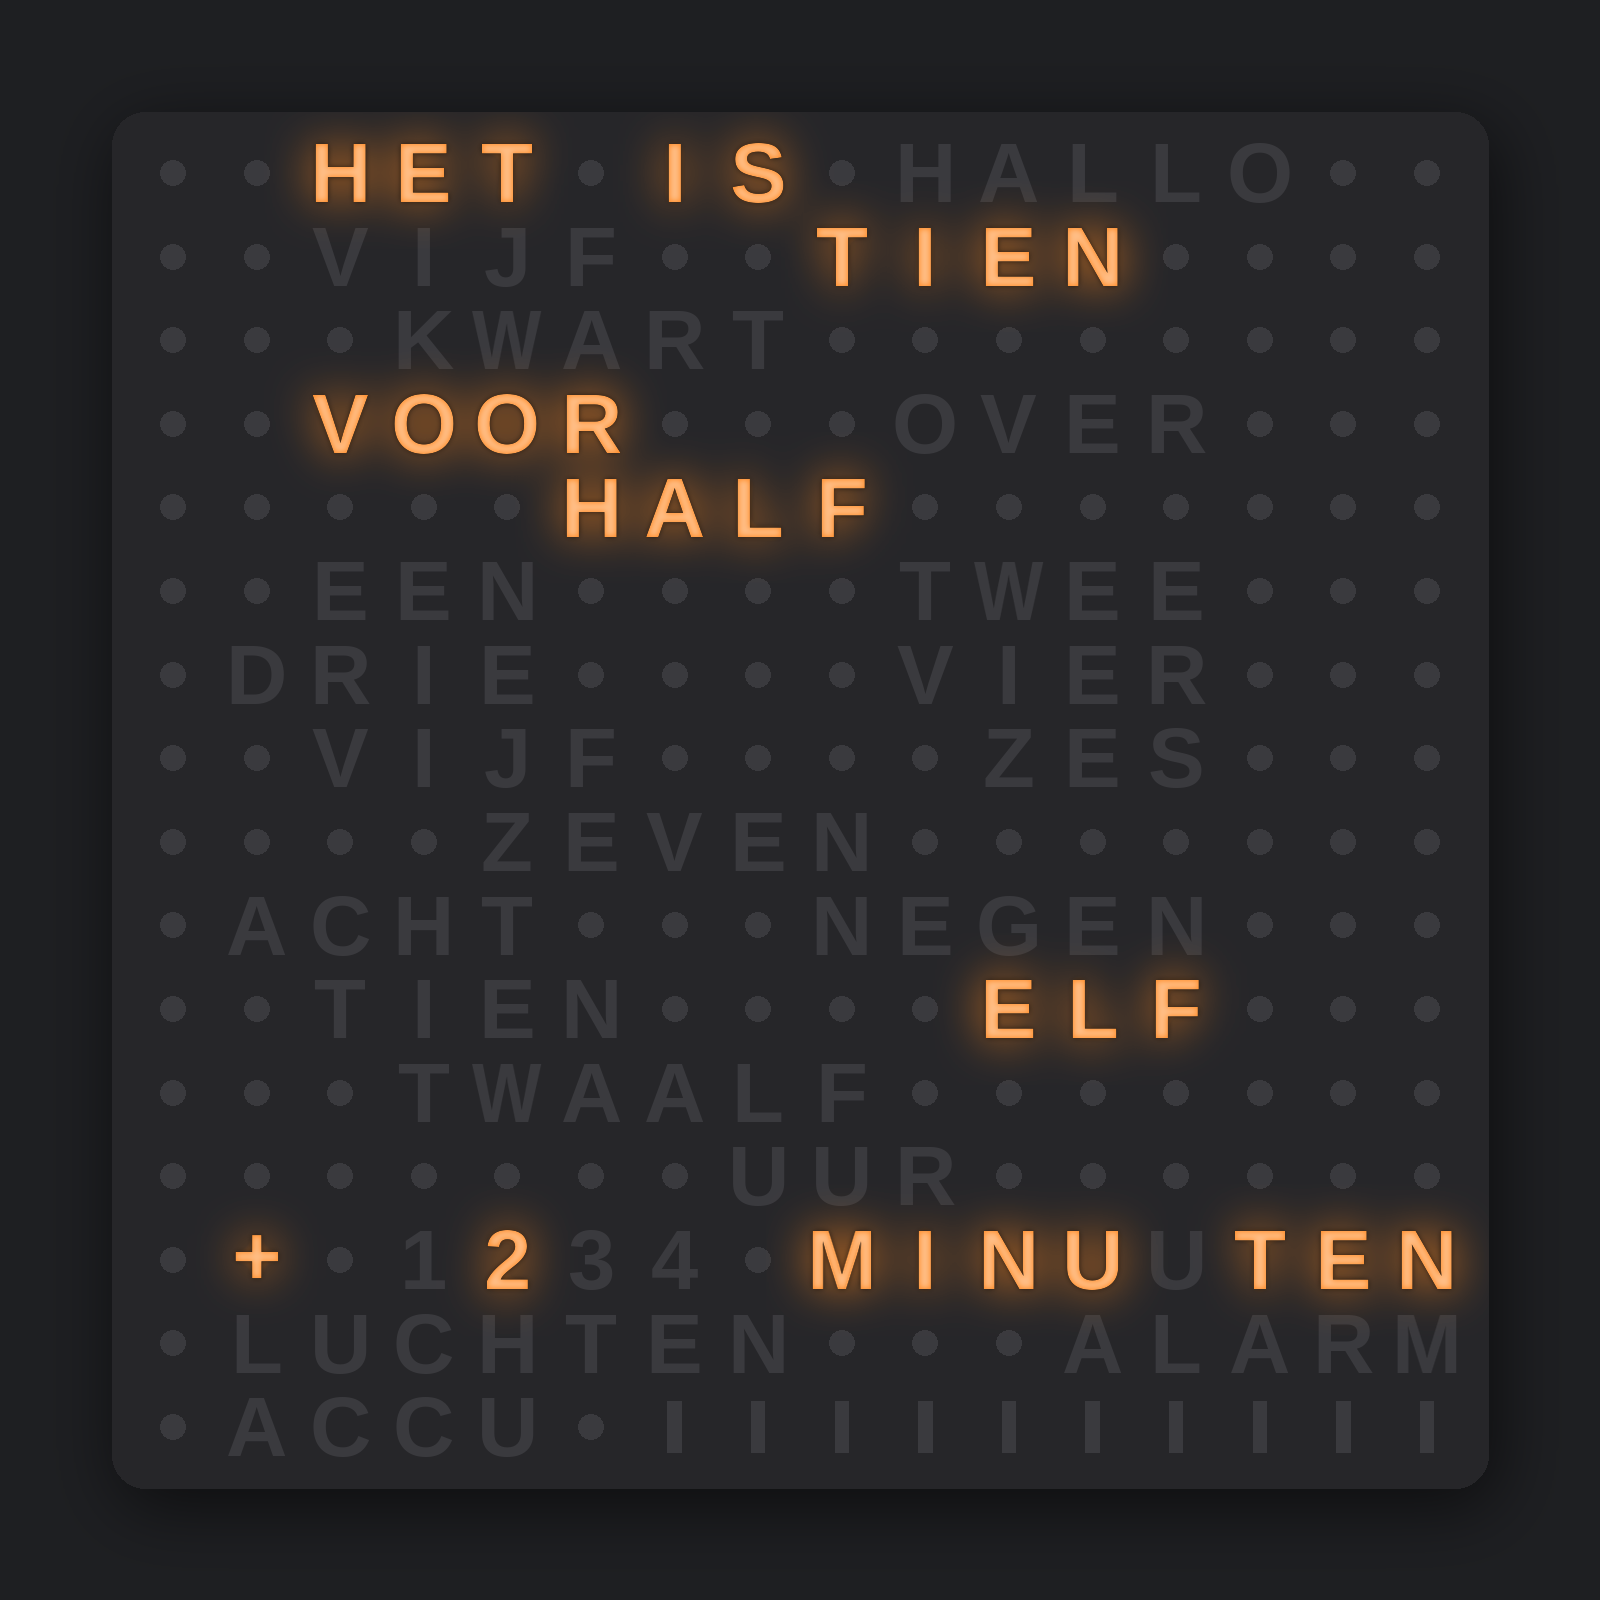 HET IS HALLO
VIJF TIEN
KWART
VOOR OVER
HALF
EEN TWEE
DRIE VIER
VIJF ZES
ZEVEN
ACHT NEGEN
TIEN ELF
TWAALF
UUR
+ 1 2 3 4 MINUUTEN
LUCHTEN ALARM
ACCU I I I I I I I I I I